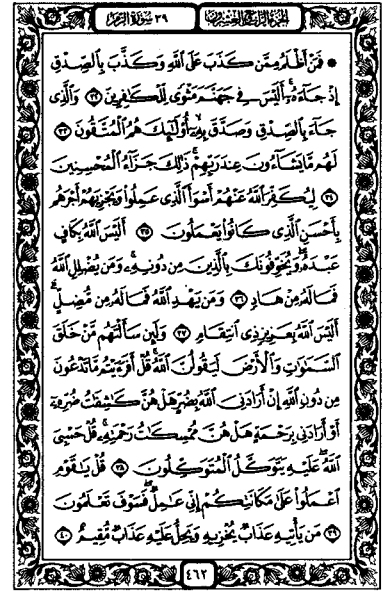 الجزء الرابع والعشرون ٣٩ سورة الزمر
۞ فَمَنْ أَظْلَمُ مِمَّن كَذَبَ عَلَى اللَّهِ وَكَذَّبَ بِالصِّدْقِ
إِذْ جَاءَهُ أَلَيْسَ فِي جَهَنَّمَ مَثْوًى لِلْكَافِرِينَ ٣٢ وَالَّذِي
جَاءَ بِالصِّدْقِ وَصَدَّقَ بِهِ أُولَٰئِكَ هُمُ الْمُتَّقُونَ ٣٣
لَهُم مَّا يَشَاءُونَ عِندَ رَبِّهِمْ ذَٰلِكَ جَزَاءُ الْمُحْسِنِينَ
٣٤ لِيُكَفِّرَ اللَّهُ عَنْهُمْ أَسْوَأَ الَّذِي عَمِلُوا وَيَجْزِيَهُمْ أَجْرَهُم
بِأَحْسَنِ الَّذِي كَانُوا يَعْمَلُونَ ٣٥ أَلَيْسَ اللَّهُ بِكَافٍ
عَبْدَهُ وَيُخَوِّفُونَكَ بِالَّذِينَ مِن دُونِهِ وَمَن يُضْلِلِ اللَّهُ
فَمَا لَهُ مِنْ هَادٍ ٣٦ وَمَن يَهْدِ اللَّهُ فَمَا لَهُ مِن مُّضِلٍّ
أَلَيْسَ اللَّهُ بِعَزِيزٍ ذِي انتِقَامٍ ٣٧ وَلَئِن سَأَلْتَهُم مَّنْ خَلَقَ
السَّمَٰوَاتِ وَالْأَرْضَ لَيَقُولُنَّ اللَّهُ قُلْ أَفَرَءَيْتُم مَّا تَدْعُونَ
مِن دُونِ اللَّهِ إِنْ أَرَادَنِيَ اللَّهُ بِضُرٍّ هَلْ هُنَّ كَاشِفَاتُ ضُرِّهِ
أَوْ أَرَادَنِي بِرَحْمَةٍ هَلْ هُنَّ مُمْسِكَاتُ رَحْمَتِهِ قُلْ حَسْبِيَ
اللَّهُ عَلَيْهِ يَتَوَكَّلُ الْمُتَوَكِّلُونَ ٣٨ قُلْ يَا قَوْمِ
اعْمَلُوا عَلَىٰ مَكَانَتِكُمْ إِنِّي عَامِلٌ فَسَوْفَ تَعْلَمُونَ
٣٩ مَن يَأْتِيهِ عَذَابٌ يُخْزِيهِ وَيَحِلُّ عَلَيْهِ عَذَابٌ مُّقِيمٌ ٤٠
٤٦٢